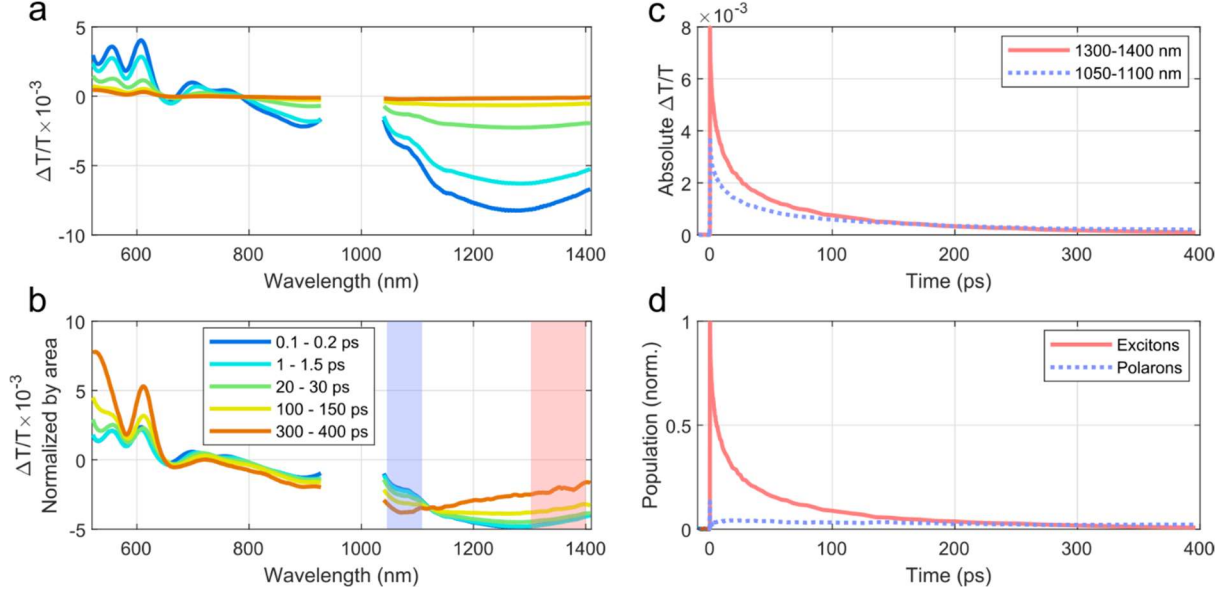 a
5
0
-5
-10
ΔT/T × 10⁻³
600
800
1000
1200
1400
Wavelength (nm)
b
10
5
0
-5
ΔT/T × 10⁻³
Normalized by area
0.1 - 0.2 ps
1 - 1.5 ps
20 - 30 ps
100 - 150 ps
300 - 400 ps
600
800
1000
1200
1400
Wavelength (nm)
c
× 10⁻³
8
6
4
2
0
Absolute ΔT/T
1300-1400 nm
1050-1100 nm
0
100
200
300
400
Time (ps)
d
1
0.5
0
Population (norm.)
Excitons
Polarons
0
100
200
300
400
Time (ps)